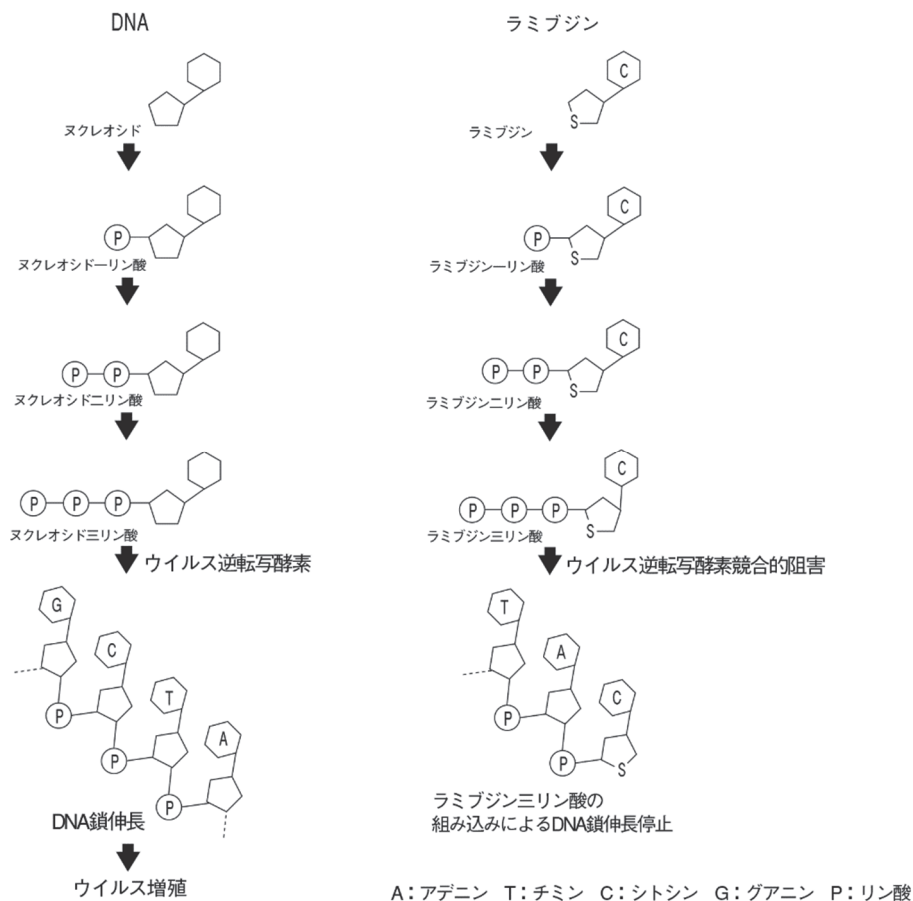 DNA
ヌクレオシド
P
ヌクレオシド一リン酸
P P
ヌクレオシド二リン酸
P P P
ヌクレオシド三リン酸
ウイルス逆転写酵素
G
C
P
T
P
A
P
DNA鎖伸長
ウイルス増殖
ラミブジン
C
S
ラミブジン
C
P
S
ラミブジン一リン酸
C
P P
S
ラミブジン二リン酸
C
P P P
S
ラミブジン三リン酸
ウイルス逆転写酵素競合的阻害
T
A
P
C
P
S
ラミブジン三リン酸の
組み込みによるDNA鎖伸長停止
A:アデニン T:チミン C:シトシン G:グアニン P:リン酸